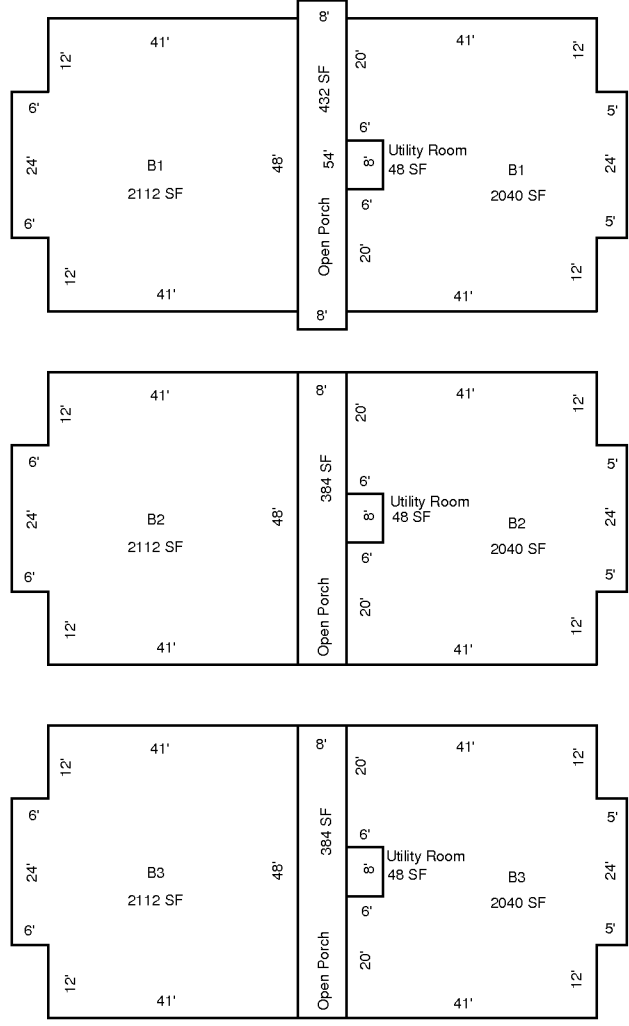 8'
41'
41'
12'
20'
12'
432 SF
6'
5'
6'
Utility Room
24'
B1
48'
54'
8'
48 SF
B1
24'
2112 SF
2040 SF
6'
6'
5'
Open Porch
20'
12'
12'
41'
41'
8'
8'
41'
41'
12'
20'
12'
6'
384 SF
6'
5'
Utility Room
24'
B2
48'
8'
48 SF
B2
24'
2112 SF
2040 SF
6'
6'
5'
Open Porch
20'
12'
12'
41'
41'
8'
41'
41'
12'
20'
12'
6'
384 SF
6'
5'
Utility Room
24'
B3
48'
8'
48 SF
B3
24'
2112 SF
2040 SF
6'
6'
5'
Open Porch
20'
12'
12'
41'
41'